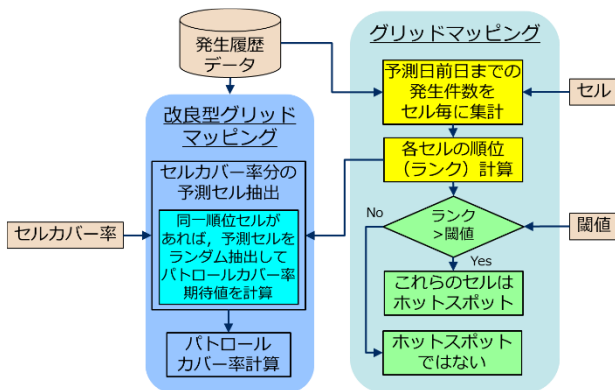 発生履歴
データ
グリッドマッピング
予測日前日までの
発生件数を
セル毎に集計
セル
改良型グリッド
マッピング
各セルの順位
（ランク）計算
セルカバー率分の
予測セル抽出
セルカバー率
同一順位セルが
あれば，予測セルを
ランダム抽出して
パトロールカバー率
期待値を計算
No
ランク
>閾値
閾値
Yes
これらのセルは
ホットスポット
パトロール
カバー率計算
ホットスポット
ではない